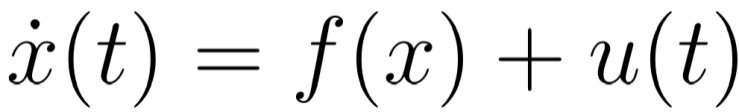 ẋ(t) = f(x) + u(t)